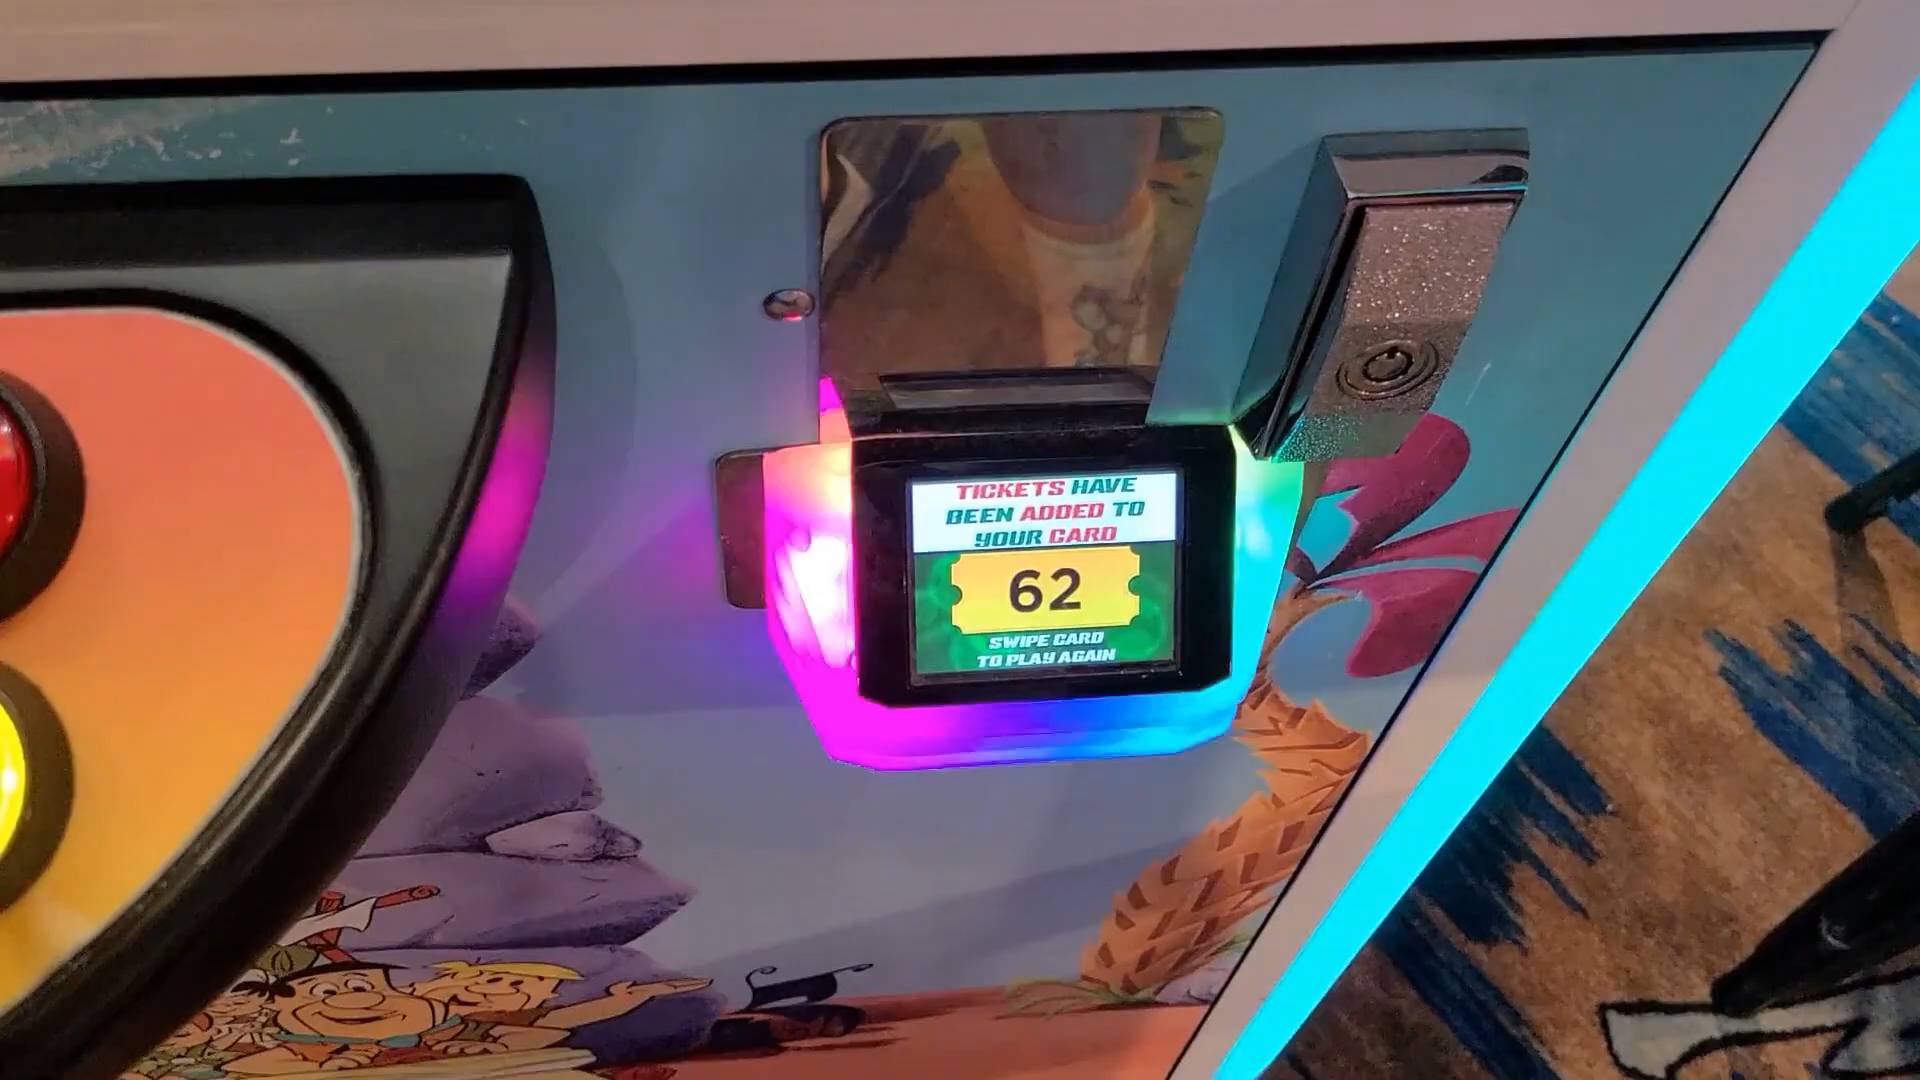 TICKETS HAVE
BEEN ADDED TO
YOUR CARD
62
SWIPE CARD
TO PLAY AGAIN